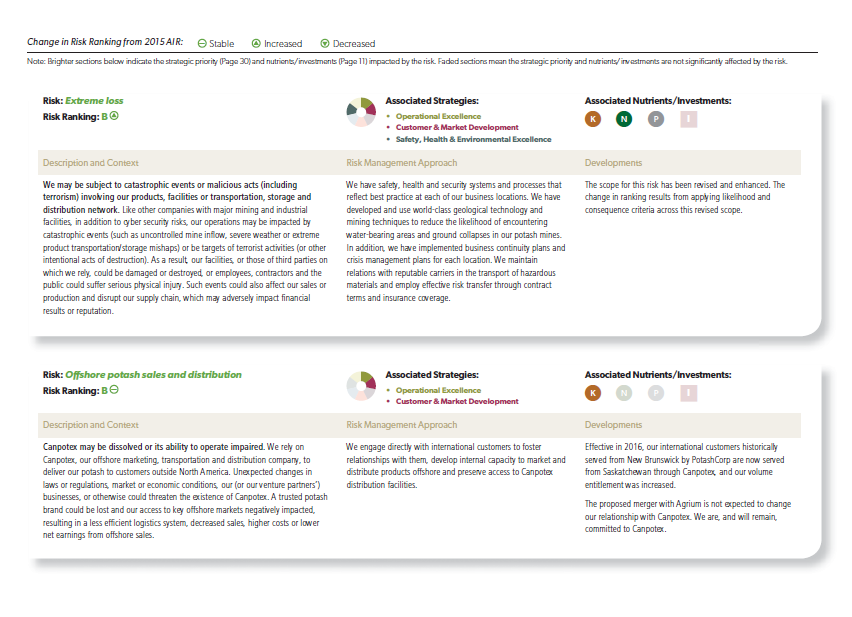 Change in Risk Ranking from 2015 AIR: Stable Increased Decreased
Note: Brighter sections below indicate the strategic priority (Page 30) and nutrients/investments (Page 11) impacted by the risk. Faded sections mean the strategic priority and nutrients/investments are not significantly affected by the risk.
Risk: Extreme loss
Risk Ranking: B
Associated Strategies:
• Operational Excellence
• Customer & Market Development
• Safety, Health & Environmental Excellence
Associated Nutrients/Investments:
K N P I
Description and Context
We may be subject to catastrophic events or malicious acts (including
terrorism) involving our products, facilities or transportation, storage and
distribution network. Like other companies with major mining and industrial
facilities, in addition to cyber security risks, our operations may be impacted by
catastrophic events (such as uncontrolled mine inflow, severe weather or extreme
product transportation/storage mishaps) or be targets of terrorist activities (or other
intentional acts of destruction). As a result, our facilities, or those of third parties on
which we rely, could be damaged or destroyed, or employees, contractors and the
public could suffer serious physical injury. Such events could also affect our sales or
production and disrupt our supply chain, which may adversely impact financial
results or reputation.
Risk Management Approach
We have safety, health and security systems and processes that
reflect best practice at each of our business locations. We have
developed and use world-class geological technology and
mining techniques to reduce the likelihood of encountering
water-bearing areas and ground collapses in our potash mines.
In addition, we have implemented business continuity plans and
crisis management plans for each location. We maintain
relations with reputable carriers in the transport of hazardous
materials and employ effective risk transfer through contract
terms and insurance coverage.
Developments
The scope for this risk has been revised and enhanced. The
change in ranking results from applying likelihood and
consequence criteria across this revised scope.
Risk: Offshore potash sales and distribution
Risk Ranking: B
Associated Strategies:
• Operational Excellence
• Customer & Market Development
Associated Nutrients/Investments:
K N P I
Description and Context
Canpotex may be dissolved or its ability to operate impaired. We rely on
Canpotex, our offshore marketing, transportation and distribution company, to
deliver our potash to customers outside North America. Unexpected changes in
laws or regulations, market or economic conditions, our (or our venture partners')
businesses, or otherwise could threaten the existence of Canpotex. A trusted potash
brand could be lost and our access to key offshore markets negatively impacted,
resulting in a less efficient logistics system, decreased sales, higher costs or lower
net earnings from offshore sales.
Risk Management Approach
We engage directly with international customers to foster
relationships with them, develop internal capacity to market and
distribute products offshore and preserve access to Canpotex
distribution facilities.
Developments
Effective in 2016, our international customers historically
served from New Brunswick by PotashCorp are now served
from Saskatchewan through Canpotex, and our volume
entitlement was increased.
The proposed merger with Agrium is not expected to change
our relationship with Canpotex. We are, and will remain,
committed to Canpotex.